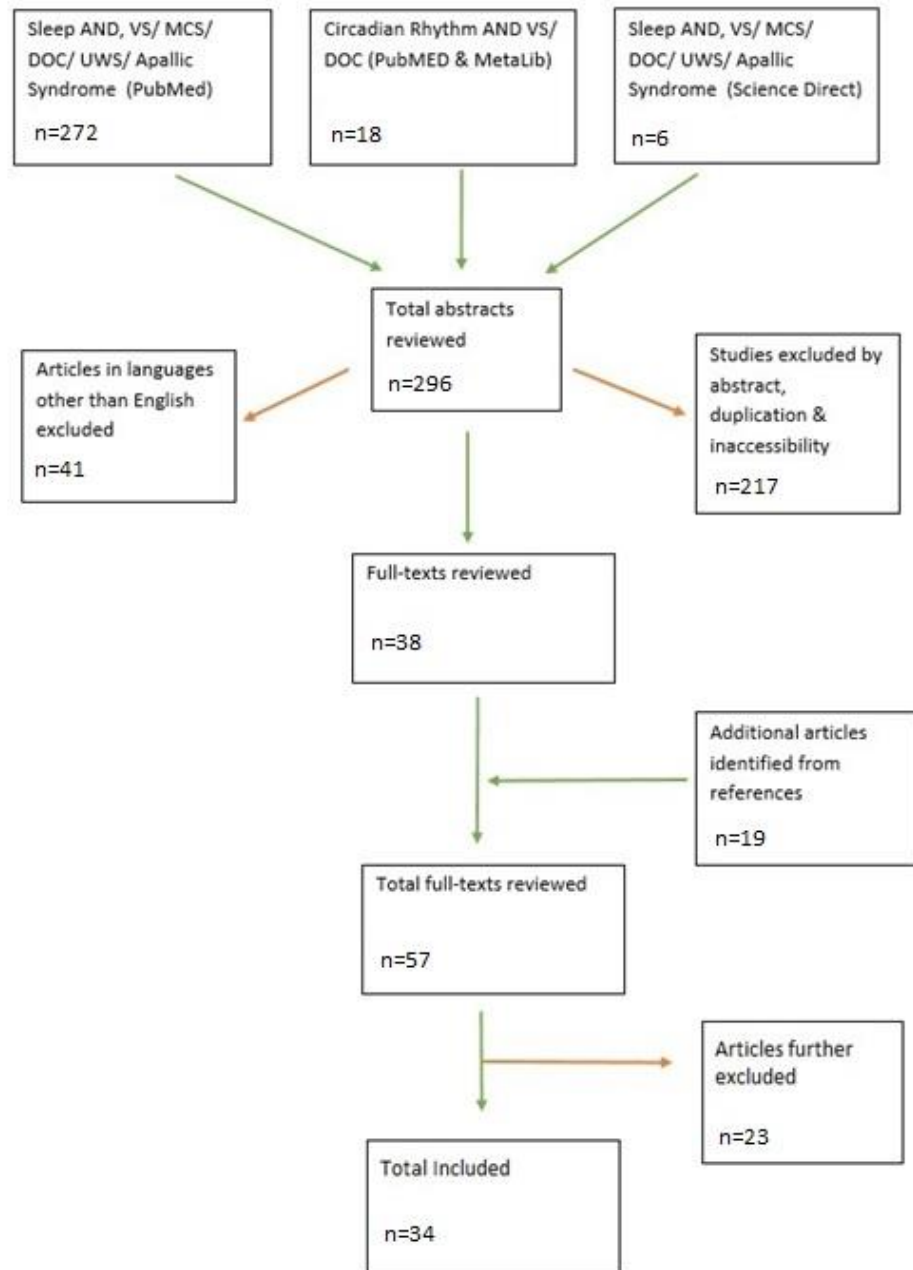 Sleep AND, VS/ MCS/
DOC/ UWS/ Apallic
Syndrome (PubMed)
n=272
Circadian Rhythm AND VS/
DOC (PubMED & MetaLib)
n=18
Sleep AND, VS/ MCS/
DOC/ UWS/ Apallic
Syndrome (Science Direct)
n=6
Total abstracts
reviewed
n=296
Articles in languages
other than English
excluded
n=41
Studies excluded by
abstract,
duplication &
inaccessibility
n=217
Full-texts reviewed
n=38
Additional articles
identified from
references
n=19
Total full-texts reviewed
n=57
Articles further
excluded
n=23
Total Included
n=34